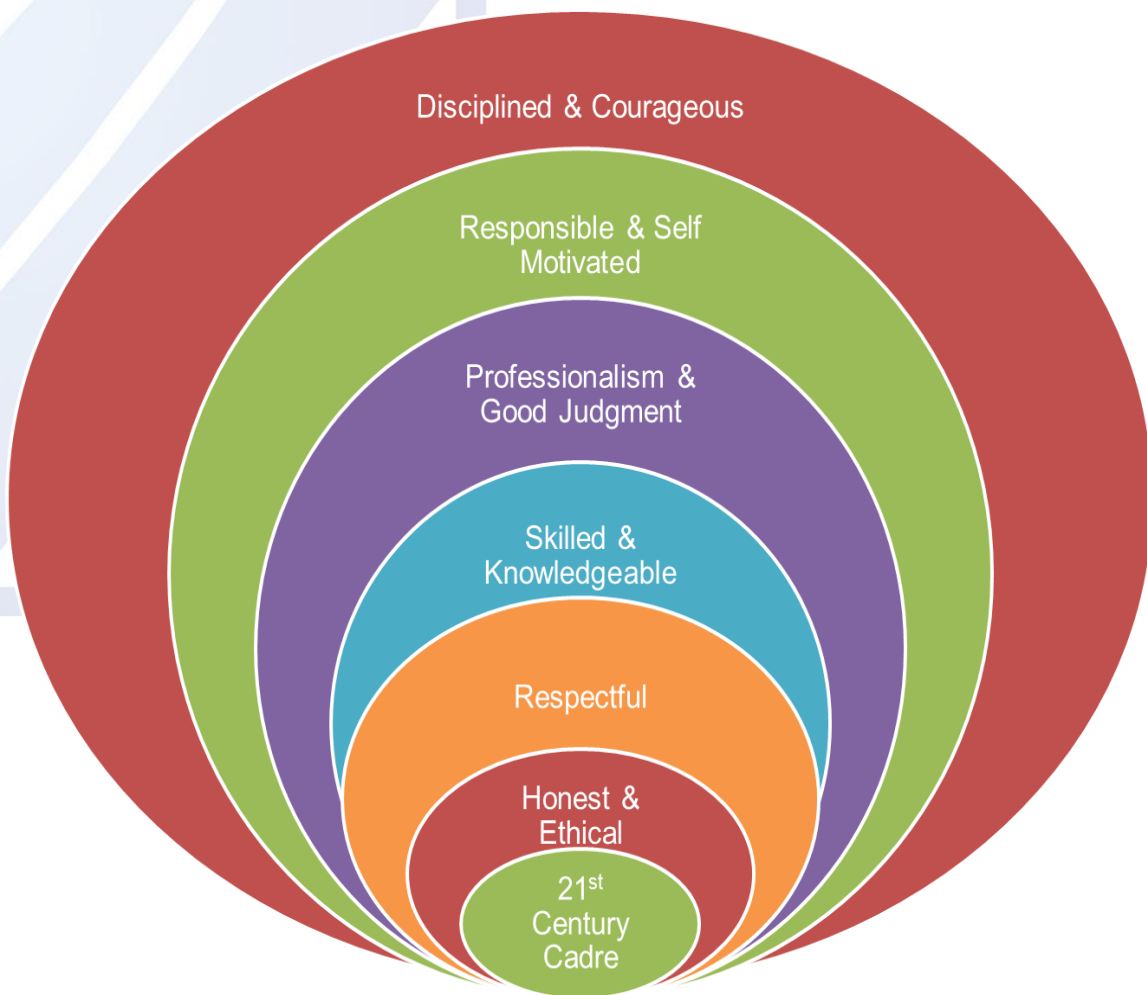 Disciplined & Courageous
Responsible & Self
Motivated
Professionalism &
Good Judgment
Skilled &
Knowledgeable
Respectful
Honest &
Ethical
21st
Century
Cadre